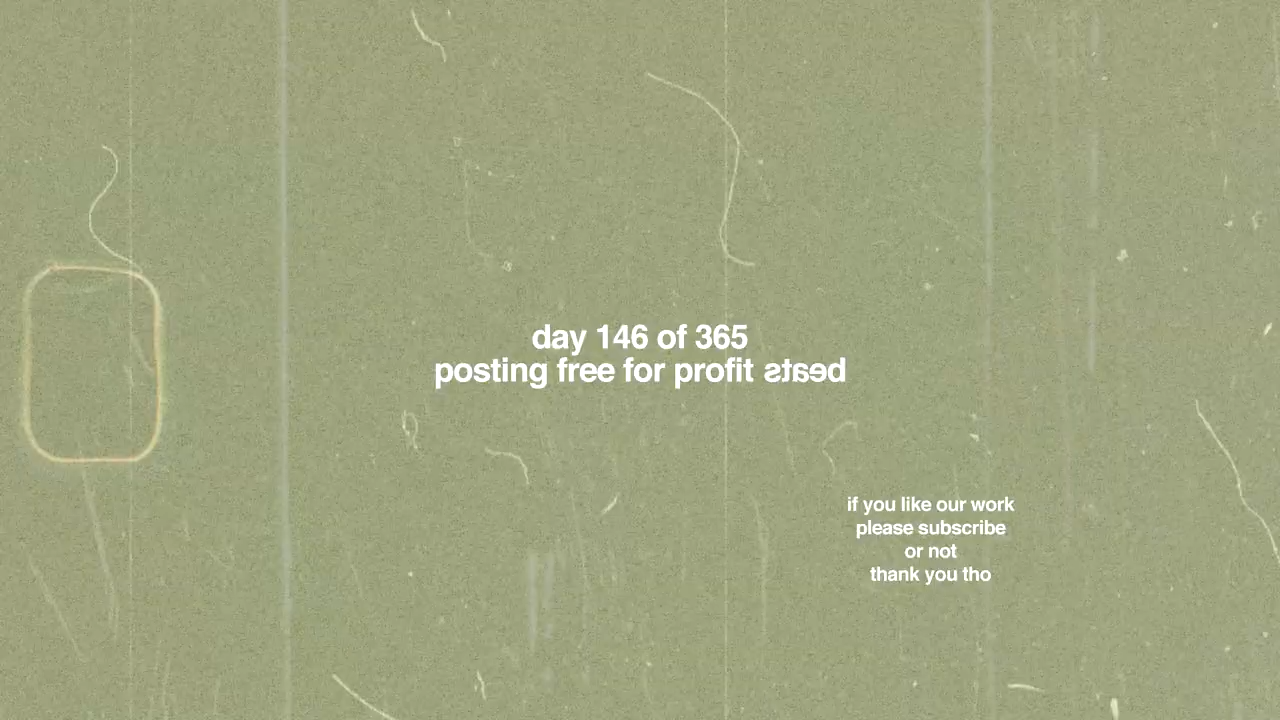 day 146 of 365
posting free for profit beats
if you like our work
please subscribe
or not
thank you tho